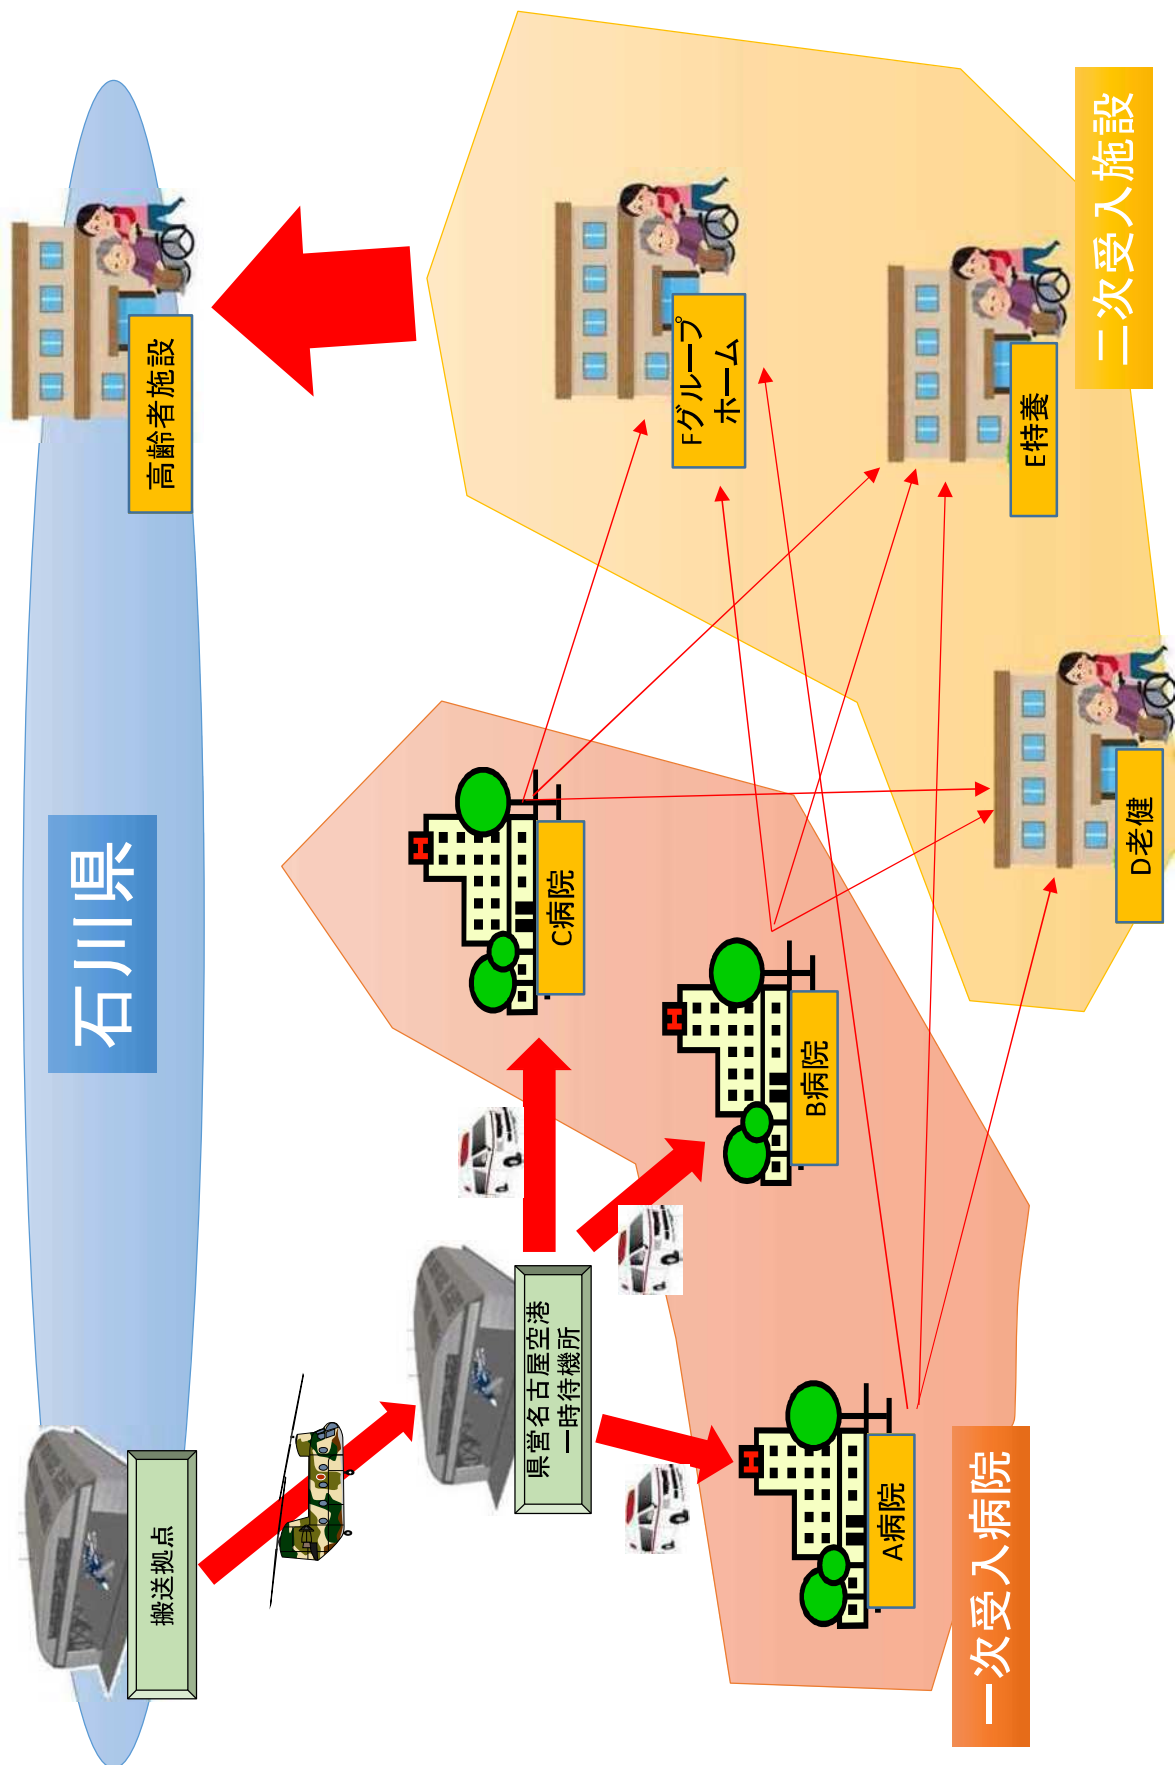 石川県
搬送拠点
高齢者施設
県営名古屋空港
一時待機所
C病院
B病院
A病院
一次受入病院
Fグループ
ホーム
E特養
D老健
二次受入施設